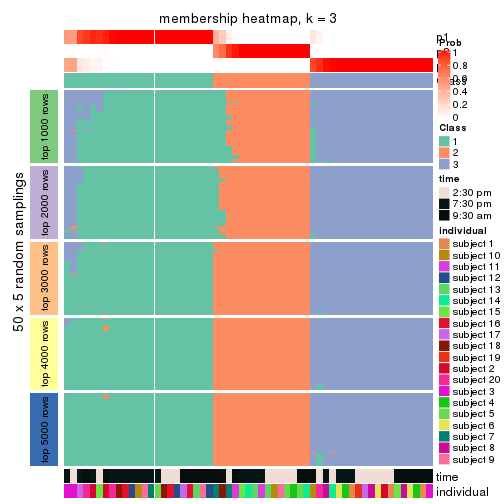 membership heatmap, k = 3
p1
Prob
1
0.8
0.6
0.4
0.2
0
Class
1
2
3
time
2:30 pm
7:30 pm
9:30 am
individual
subject 1
subject 10
subject 11
subject 12
subject 13
subject 14
subject 15
subject 16
subject 17
subject 18
subject 19
subject 2
subject 20
subject 3
subject 4
subject 5
subject 6
subject 7
subject 8
subject 9
50 x 5 random samplings
top 1000 rows
top 2000 rows
top 3000 rows
top 4000 rows
top 5000 rows
time
individual